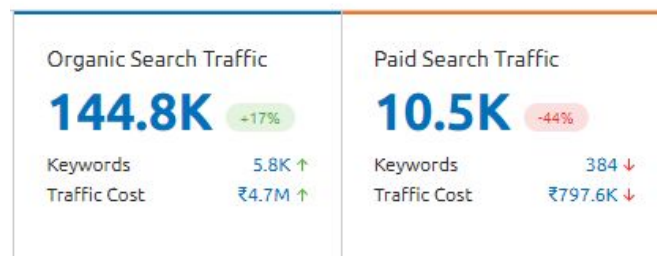 Organic Search Traffic
144.8K +17%
Keywords 5.8K ↑
Traffic Cost ₹4.7M ↑
Paid Search Traffic
10.5K -44%
Keywords 384 ↓
Traffic Cost ₹797.6K ↓